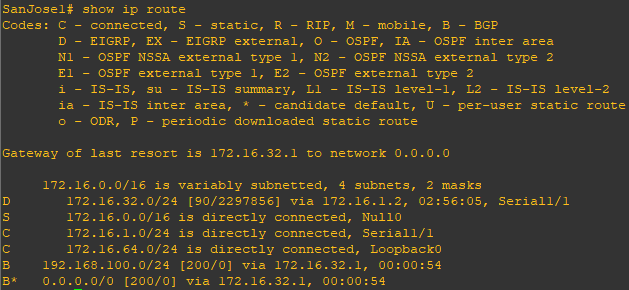 SanJose1# show ip route
Codes: C - connected, S - static, R - RIP, M - mobile, B - BGP
       D - EIGRP, EX - EIGRP external, O - OSPF, IA - OSPF inter area
       N1 - OSPF NSSA external type 1, N2 - OSPF NSSA external type 2
       E1 - OSPF external type 1, E2 - OSPF external type 2
       i - IS-IS, su - IS-IS summary, L1 - IS-IS level-1, L2 - IS-IS level-2
       ia - IS-IS inter area, * - candidate default, U - per-user static route
       o - ODR, P - periodic downloaded static route
Gateway of last resort is 172.16.32.1 to network 0.0.0.0
     172.16.0.0/16 is variably subnetted, 4 subnets, 2 masks
D       172.16.32.0/24 [90/2297856] via 172.16.1.2, 02:56:05, Serial1/1
S       172.16.0.0/16 is directly connected, Null0
C       172.16.1.0/24 is directly connected, Serial1/1
C       172.16.64.0/24 is directly connected, Loopback0
B    192.168.100.0/24 [200/0] via 172.16.32.1, 00:00:54
B*   0.0.0.0/0 [200/0] via 172.16.32.1, 00:00:54